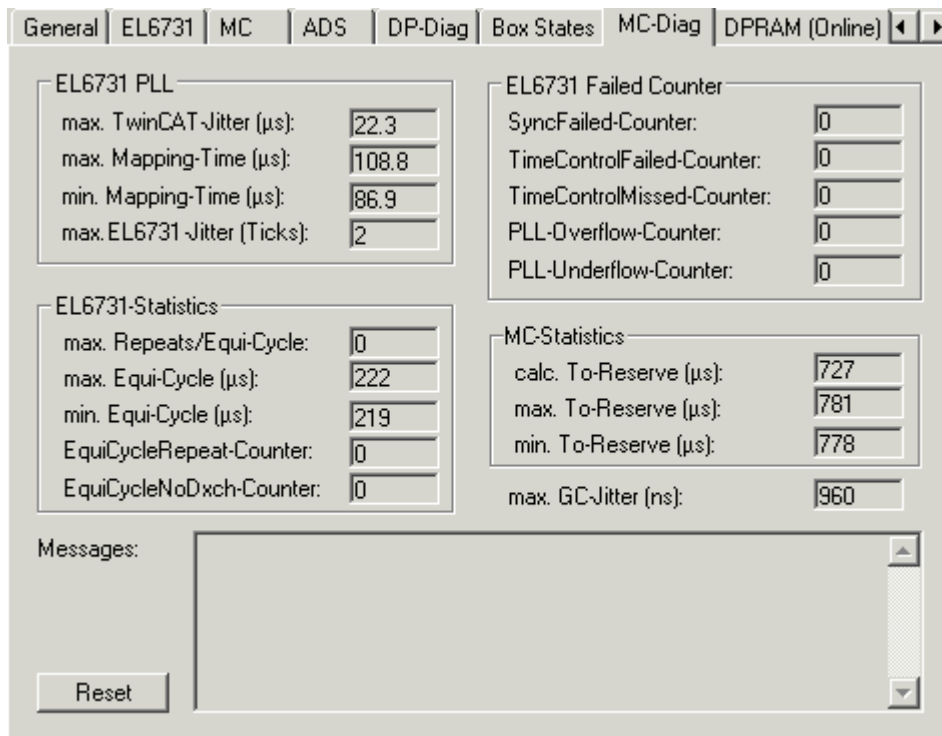 General EL6731 MC ADS DP-Diag Box States MC-Diag DPRAM (Online)
EL6731 PLL
max. TwinCAT-Jitter (µs): 22.3
max. Mapping-Time (µs): 108.8
min. Mapping-Time (µs): 86.9
max.EL6731-Jitter (Ticks): 2
EL6731 Failed Counter
SyncFailed-Counter: 0
TimeControlFailed-Counter: 0
TimeControlMissed-Counter: 0
PLL-Overflow-Counter: 0
PLL-Underflow-Counter: 0
EL6731-Statistics
max. Repeats/Equi-Cycle: 0
max. Equi-Cycle (µs): 222
min. Equi-Cycle (µs): 219
EquiCycleRepeat-Counter: 0
EquiCycleNoDxch-Counter: 0
MC-Statistics
calc. To-Reserve (µs): 727
max. To-Reserve (µs): 781
min. To-Reserve (µs): 778
max. GC-Jitter (ns): 960
Messages:
Reset